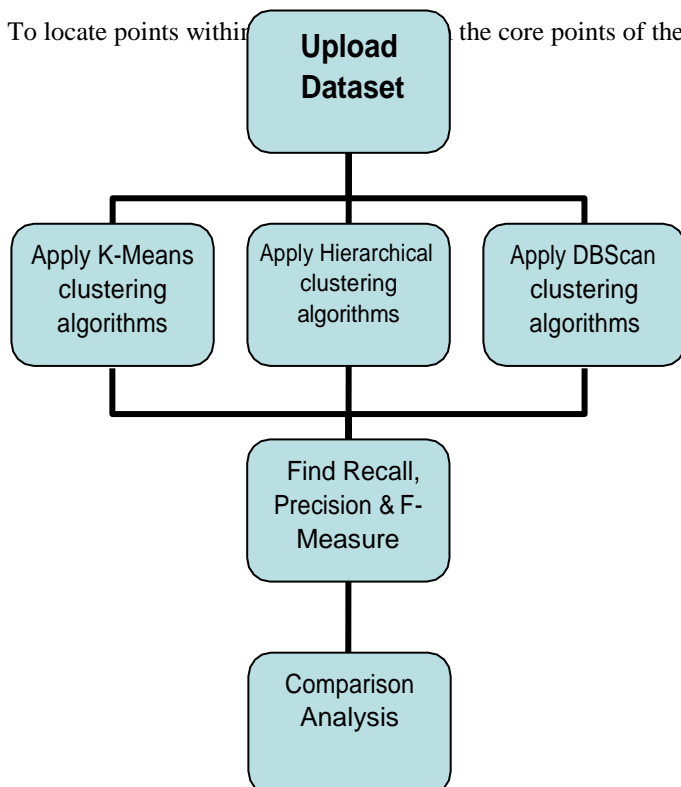 To locate points within the core points of the
Upload
Dataset
Apply K-Means
clustering
algorithms
Apply Hierarchical
clustering
algorithms
Apply DBScan
clustering
algorithms
Find Recall,
Precision & F-
Measure
Comparison
Analysis